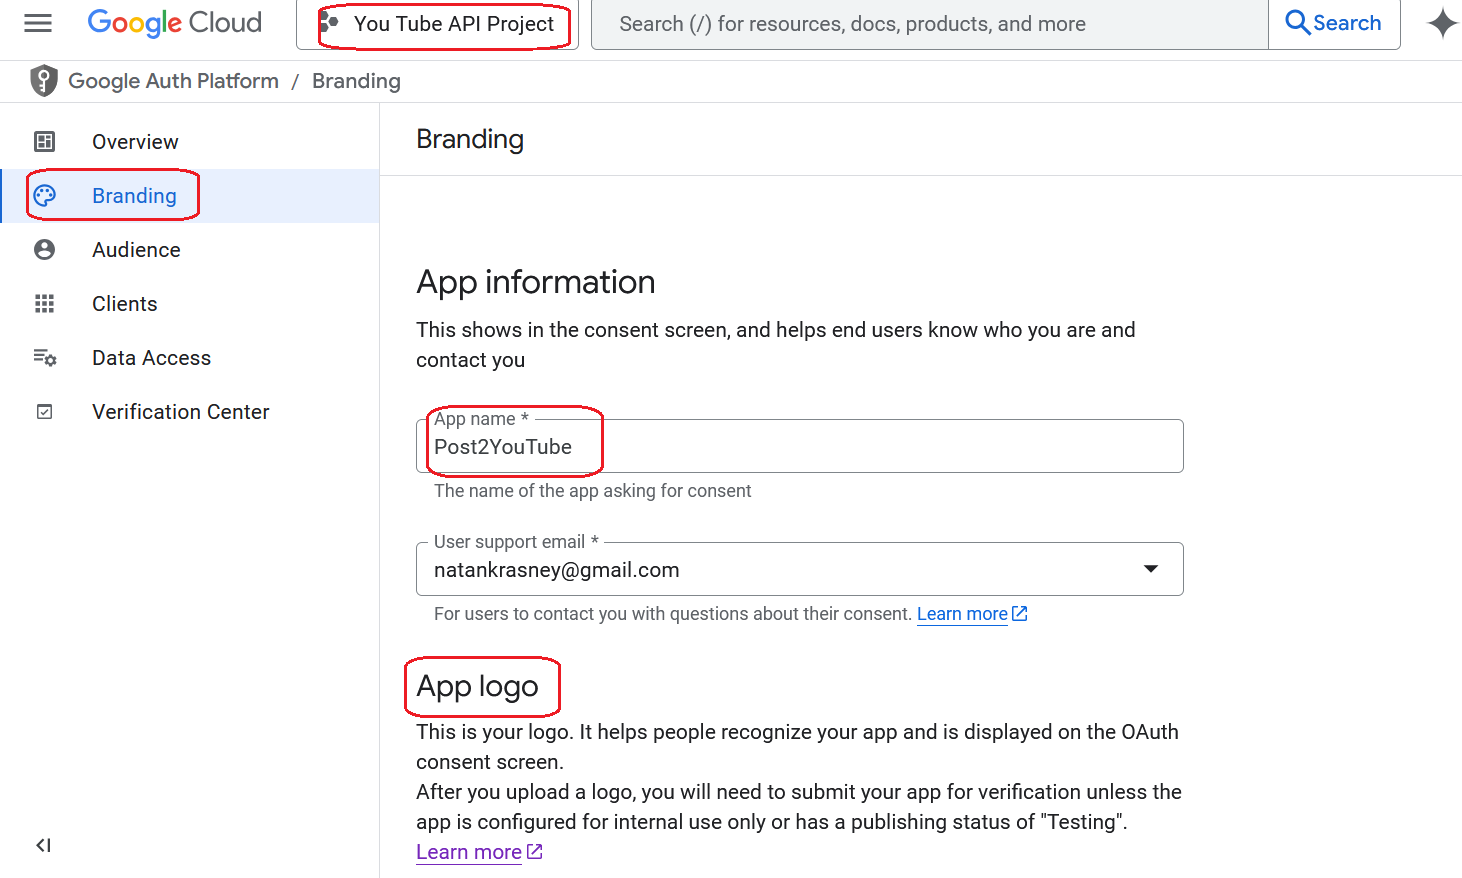 Google Cloud
You Tube API Project
Search (/) for resources, docs, products, and more
Search
Google Auth Platform / Branding
Overview
Branding
Audience
Clients
Data Access
Verification Center
Branding
App information
This shows in the consent screen, and helps end users know who you are and
contact you
App name *
Post2YouTube
The name of the app asking for consent
User support email *
natankrasney@gmail.com
For users to contact you with questions about their consent. Learn more
App logo
This is your logo. It helps people recognize your app and is displayed on the OAuth
consent screen.
After you upload a logo, you will need to submit your app for verification unless the
app is configured for internal use only or has a publishing status of "Testing".
Learn more